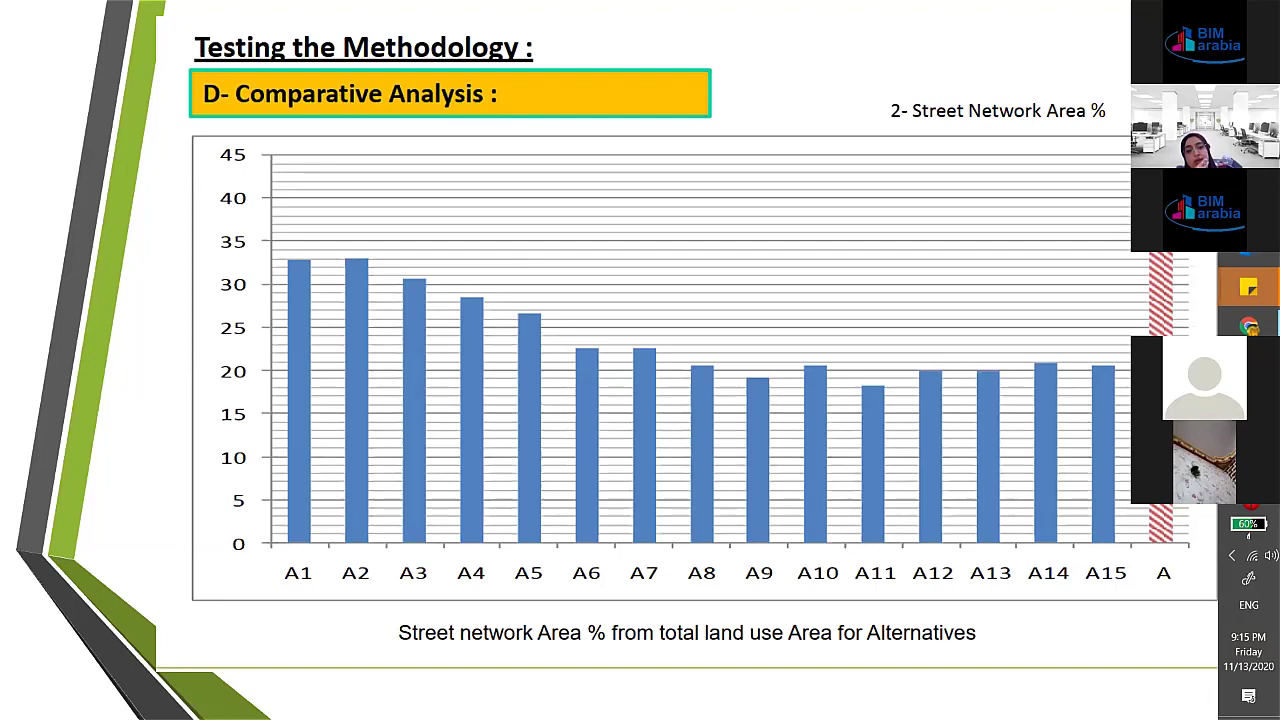 Testing the Methodology :
D- Comparative Analysis :
2- Street Network Area %
45
40
35
30
25
20
15
10
5
0
A1 A2 A3 A4 A5 A6 A7 A8 A9 A10 A11 A12 A13 A14 A15 A
Street network Area % from total land use Area for Alternatives
BIM
arabia
BIM
arabia
60%
ENG
9:15 PM
Friday
11/13/2020